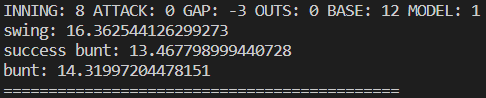 INNING: 8 ATTACK: 0 GAP: -3 OUTS: 0 BASE: 12 MODEL: 1
swing: 16.362544126299273
success bunt: 13.467798999440728
bunt: 14.31997204478151
============================================